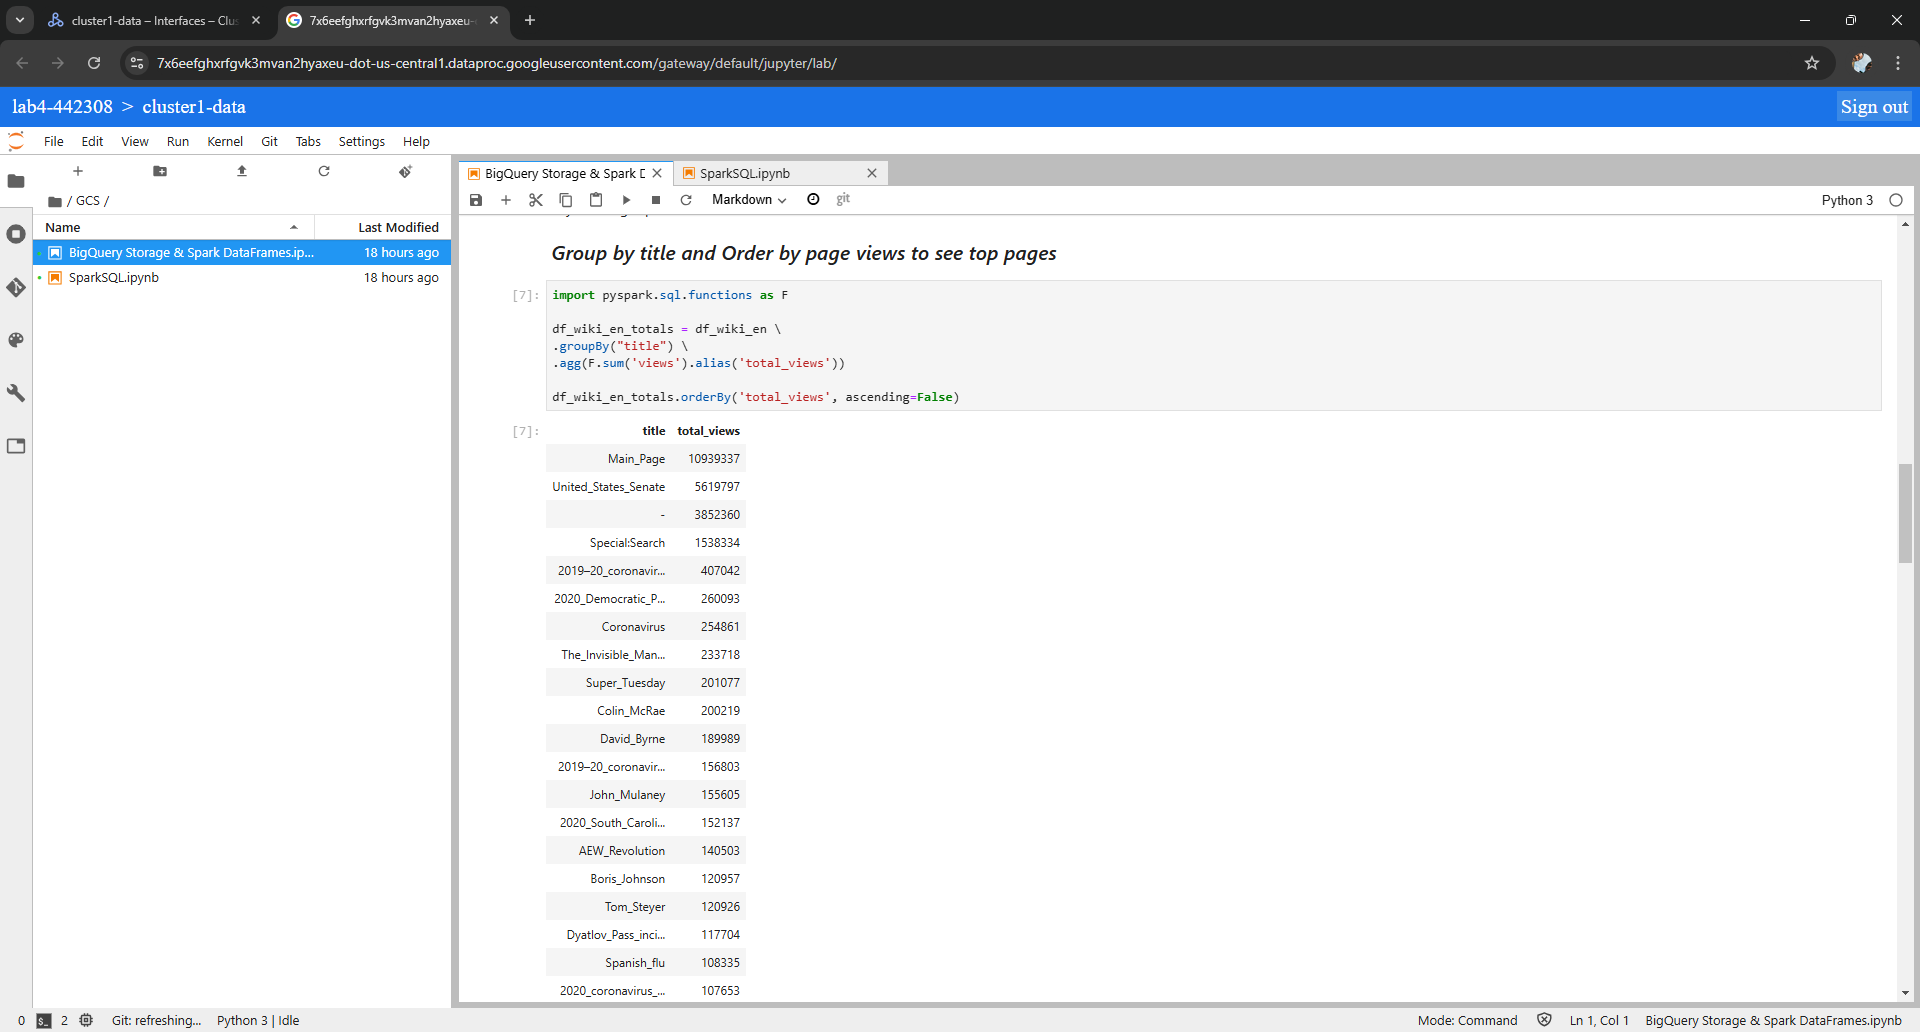 cluster1-data – Interfaces – Clu
7x6eefghxrfgvk3mvan2hyaxeu-
7x6eefghxrfgvk3mvan2hyaxeu-dot-us-central1.dataproc.googleusercontent.com/gateway/default/jupyter/lab/
lab4-442308 > cluster1-data
Sign out
File Edit View Run Kernel Git Tabs Settings Help
/ GCS /
Name Last Modified
BigQuery Storage & Spark DataFrames.ip... 18 hours ago
SparkSQL.ipynb 18 hours ago
BigQuery Storage & Spark D
SparkSQL.ipynb
Markdown
git
Python 3
Group by title and Order by page views to see top pages
[7]:
import pyspark.sql.functions as F
df_wiki_en_totals = df_wiki_en \
.groupBy("title") \
.agg(F.sum('views').alias('total_views'))
df_wiki_en_totals.orderBy('total_views', ascending=False)
[7]:
title total_views
Main_Page 10939337
United_States_Senate 5619797
- 3852360
Special:Search 1538334
2019–20_coronavir... 407042
2020_Democratic_P... 260093
Coronavirus 254861
The_Invisible_Man... 233718
Super_Tuesday 201077
Colin_McRae 200219
David_Byrne 189989
2019–20_coronavir... 156803
John_Mulaney 155605
2020_South_Caroli... 152137
AEW_Revolution 140503
Boris_Johnson 120957
Tom_Steyer 120926
Dyatlov_Pass_inci... 117704
Spanish_flu 108335
2020_coronavirus_... 107653
0 $_ 2 Git: refreshing... Python 3 | Idle
Mode: Command Ln 1, Col 1 BigQuery Storage & Spark DataFrames.ipynb